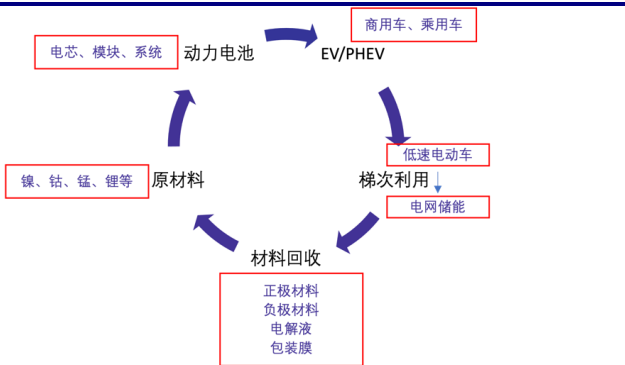 商用车、乘用车
电芯、模块、系统
动力电池
EV/PHEV
低速电动车
镍、钴、锰、锂等
原材料
梯次利用
电网储能
材料回收
正极材料
负极材料
电解液
包装膜